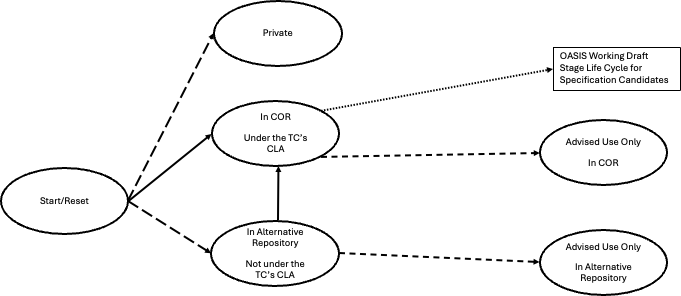 Private
OASIS Working Draft
Stage Life Cycle for
Specification Candidates
In COR
Under the TC's
CLA
Advised Use Only
In COR
Start/Reset
In Alternative
Repository
Not under the
TC's CLA
Advised Use Only
In Alternative
Repository